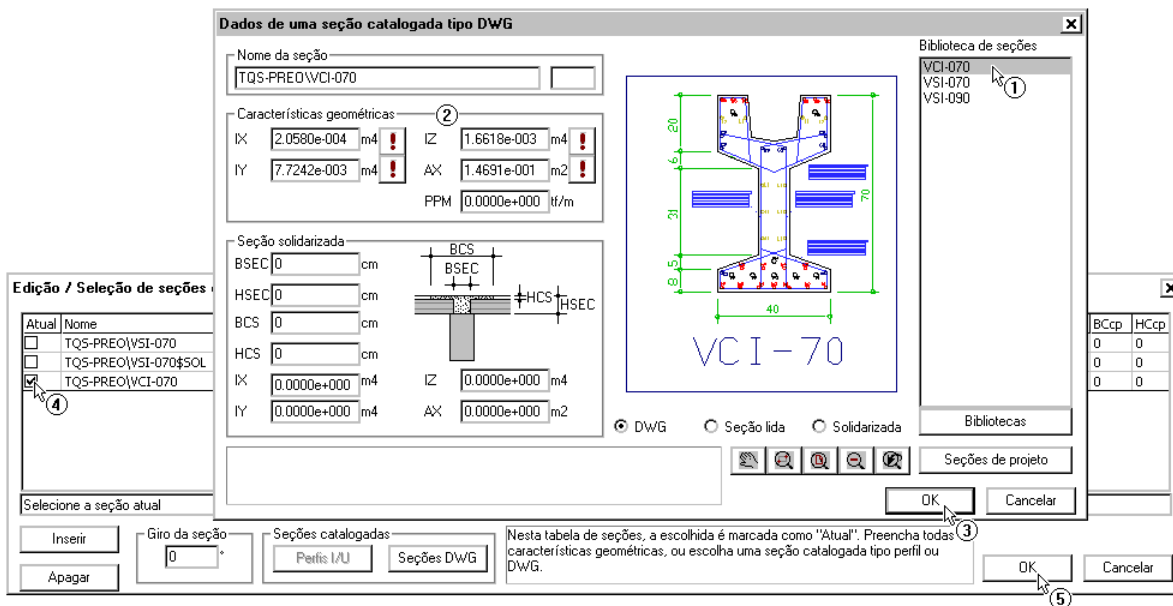 Dados de uma seção catalogada tipo DWG
Nome da seção
TQS-PREO\VCI-070
Características geométricas 2
IX 2.0580e-004 m4 ! IZ 1.6618e-003 m4 !
IY 7.7242e-003 m4 ! AX 1.4691e-001 m2 !
PPM 0.0000e+000 tf/m
Seção solidarizada
BSEC 0 cm
HSEC 0 cm
BCS 0 cm
HCS 0 cm
BCS
BSEC
HCS
HSEC
IX 0.0000e+000 m4 IZ 0.0000e+000 m4
IY 0.0000e+000 m4 AX 0.0000e+000 m2
20
6
31
5
8
70
40
VCI-70
DWG Seção lida Solidarizada
Biblioteca de seções
VCI-070
VSI-070
VSI-090
1
Bibliotecas
Seções de projeto
OK Cancelar
3
Edição / Seleção de seções
Atual Nome BCcp HCcp
TQS-PREO\VSI-070 0 0
TQS-PREO\VSI-070$SOL 0 0
TQS-PREO\VCI-070 0 0
4
Selecione a seção atual
Inserir
Apagar
Giro da seção
0 °
Seções catalogadas
Perfis I/U Seções DWG
Nesta tabela de seções, a escolhida é marcada como "Atual". Preencha todas
características geométricas, ou escolha uma seção catalogada tipo perfil ou
DWG.
OK Cancelar
5